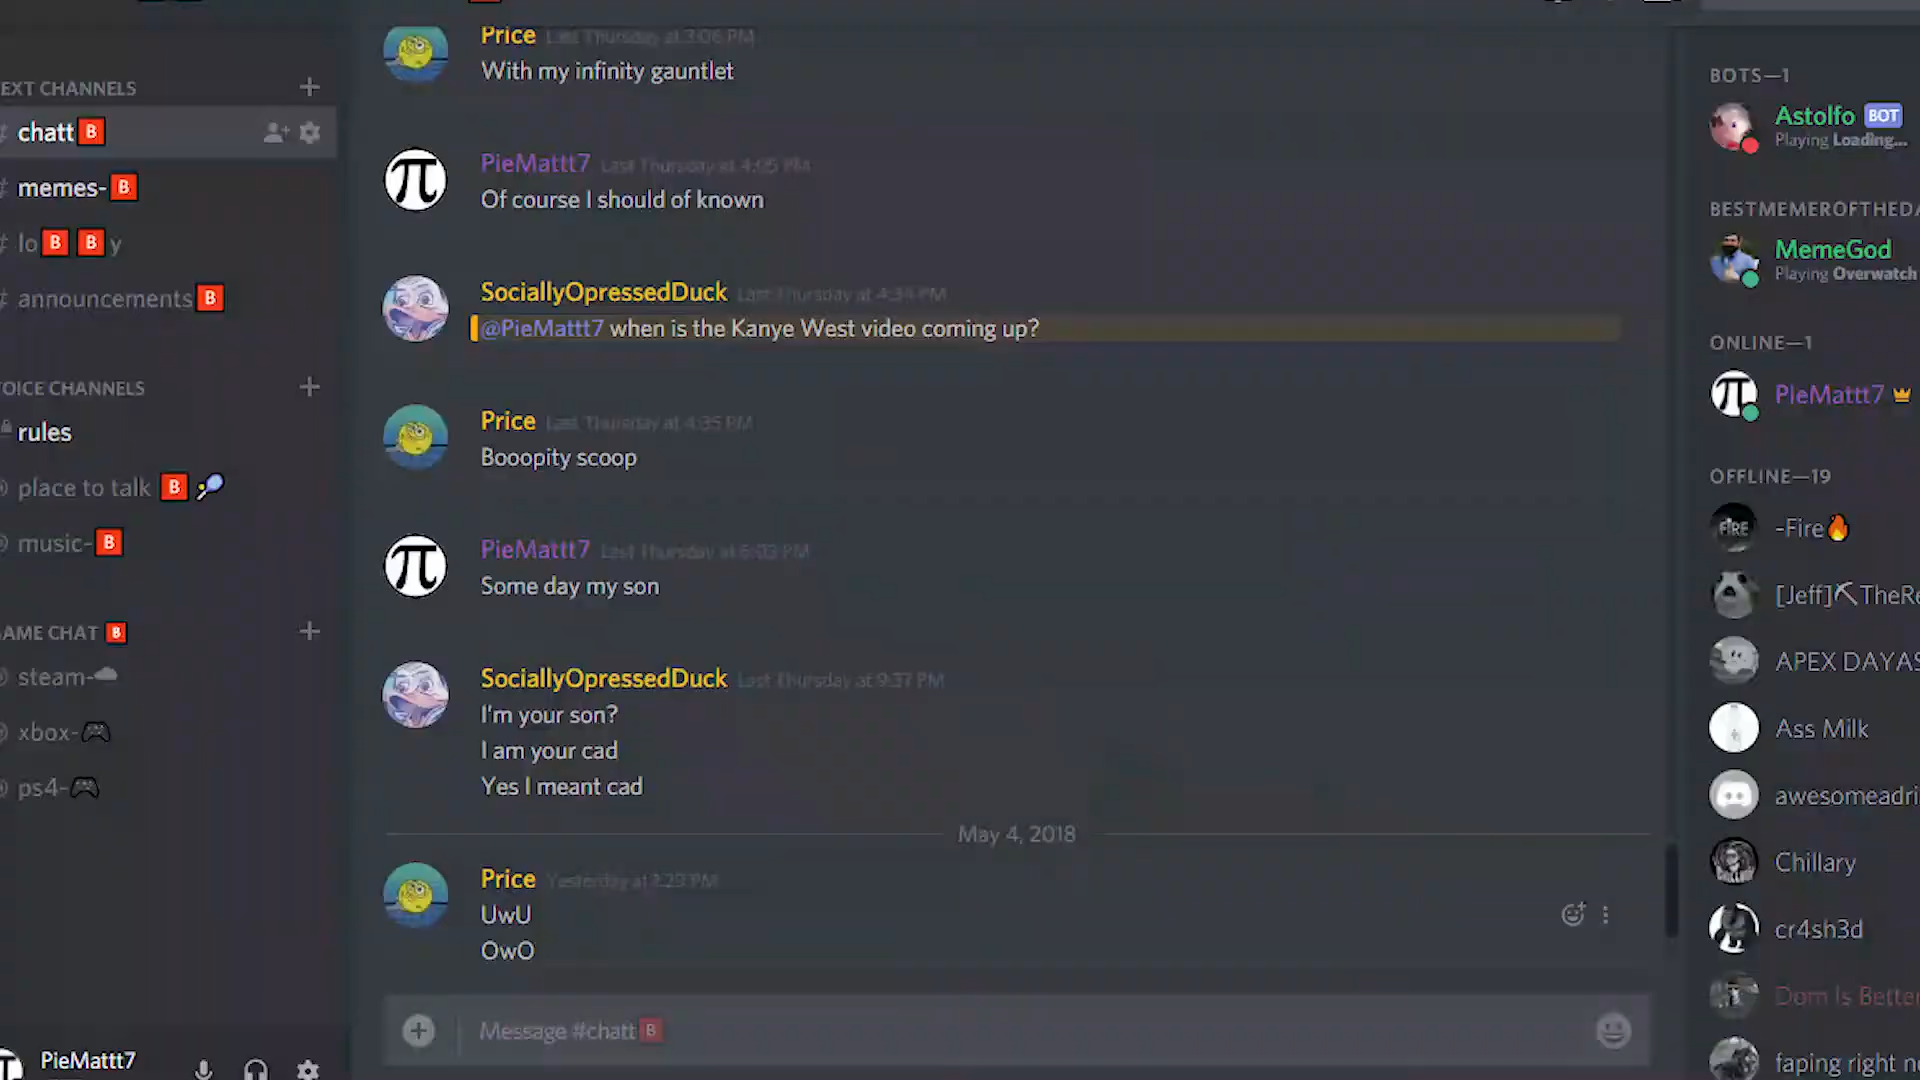 EXT CHANNELS
chatt B
memes- B
lo B B y
announcements B
OICE CHANNELS
rules
place to talk B
music- B
AME CHAT B
steam-
xbox-
ps4-
PieMattt7
Price Last Thursday at 3:06 PM
With my infinity gauntlet
PieMattt7 Last Thursday at 4:05 PM
Of course I should of known
SociallyOpressedDuck Last Thursday at 4:34 PM
@PieMattt7 when is the Kanye West video coming up?
Price Last Thursday at 4:35 PM
Booopity scoop
PieMattt7 Last Thursday at 6:03 PM
Some day my son
SociallyOpressedDuck Last Thursday at 9:37 PM
I'm your son?
I am your cad
Yes I meant cad
May 4, 2018
Price Yesterday at 1:29 PM
UwU
OwO
Message #chatt B
BOTS—1
Astolfo BOT
Playing Loading...
BESTMEMEROFTHEDA
MemeGod
Playing Overwatch
ONLINE—1
PieMattt7
OFFLINE—19
FIRE
-Fire
[Jeff] TheRe
APEX DAYAS
Ass Milk
awesomeadri
Chillary
cr4sh3d
Dom Is Better
faping right n